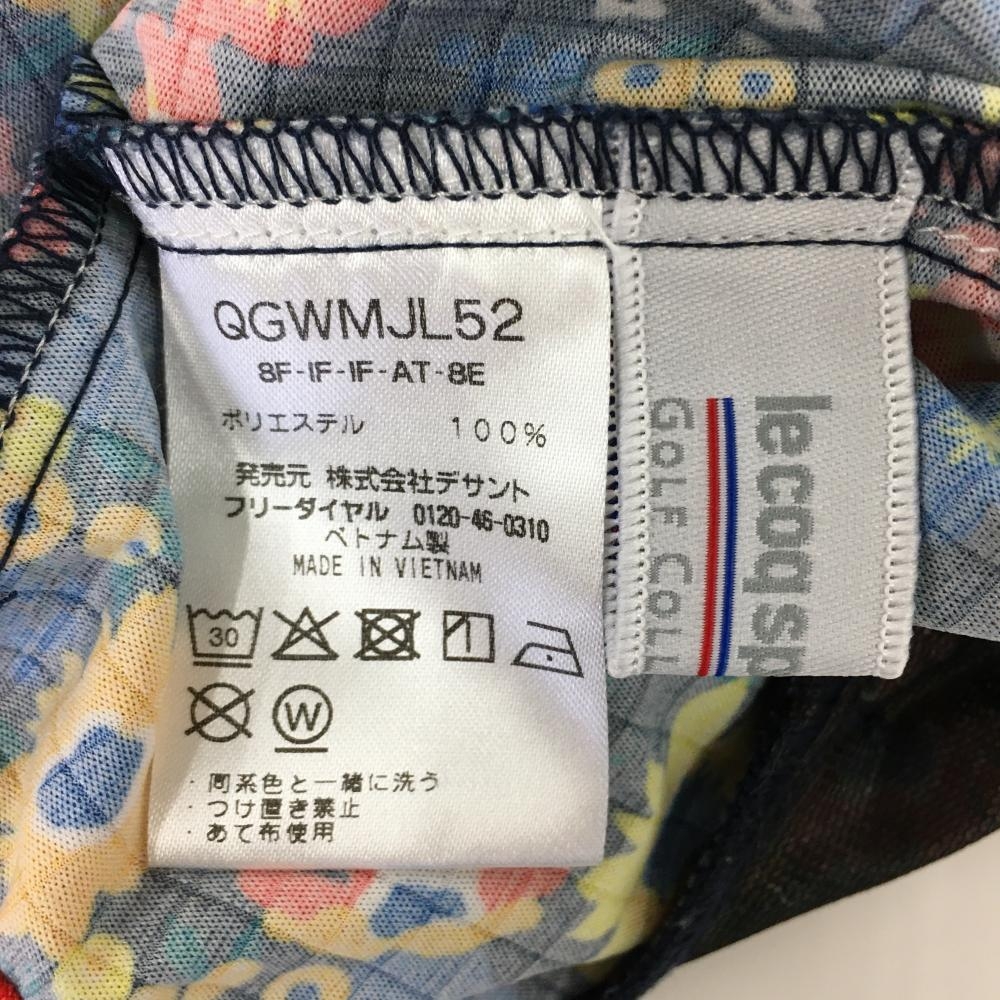 QGWMJL52
8F-IF-IF-AT-8E
ポリエステル 100%
発売元 株式会社デサント
フリーダイヤル 0120-46-0310
ベトナム製
MADE IN VIETNAM
30
W
・同系色と一緒に洗う
・つけ置き禁止
・あて布使用
lecoqsp
GOLF COLL